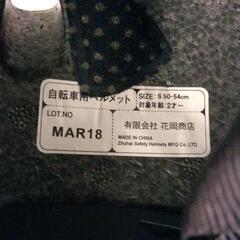 自転車用ヘルメット
SIZE: S 50-54cm
対象年齢:2才～
LOT.NO
MAR18
有限会社 花岡商店
MADE IN CHINA
Zhuhai Safety Helmets MFG Co.,LTD.